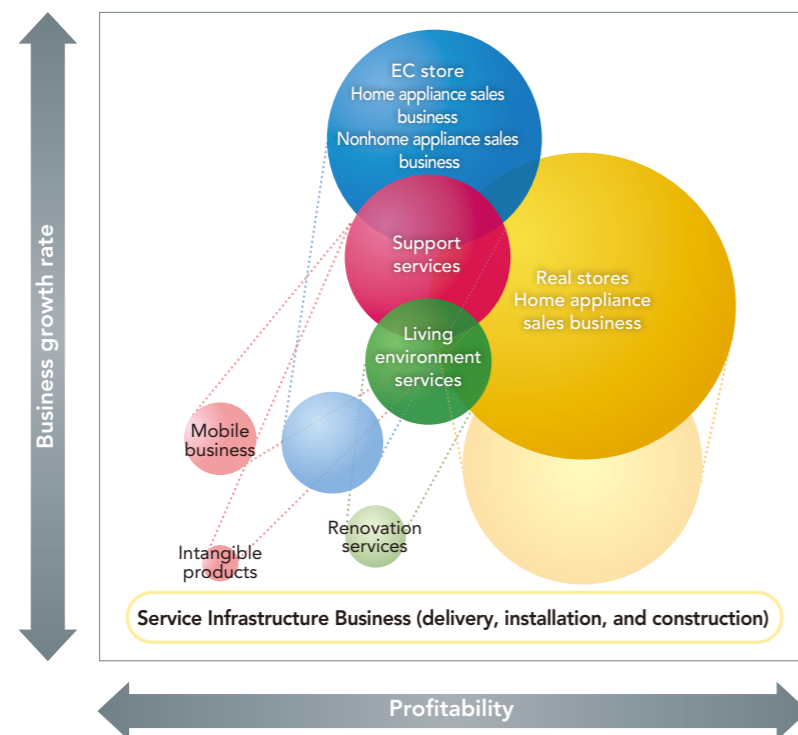 EC store
Home appliance sales
business
Nonhome appliance sales
business
Support
services
Real stores
Home appliance
sales business
Living
environment
services
Mobile
business
Renovation
services
Intangible
products
Service Infrastructure Business (delivery, installation, and construction)
Business growth rate
Profitability